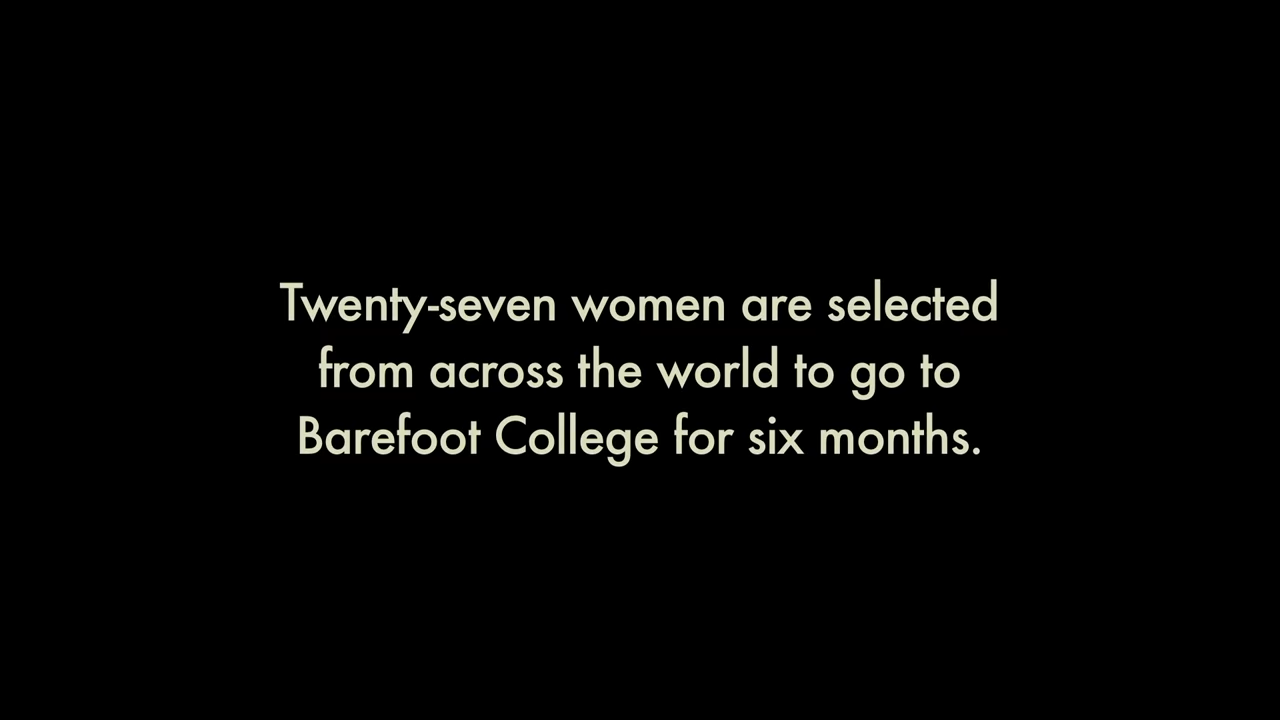 Twenty-seven women are selected
from across the world to go to
Barefoot College for six months.